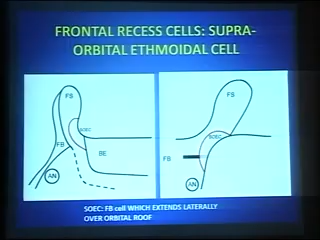 FRONTAL RECESS CELLS: SUPRA-
ORBITAL ETHMOIDAL CELL
FS
SOEC
FB
BE
AN
FS
SOEC
FB
AN
SOEC: FB cell WHICH EXTENDS LATERALLY
OVER ORBITAL ROOF